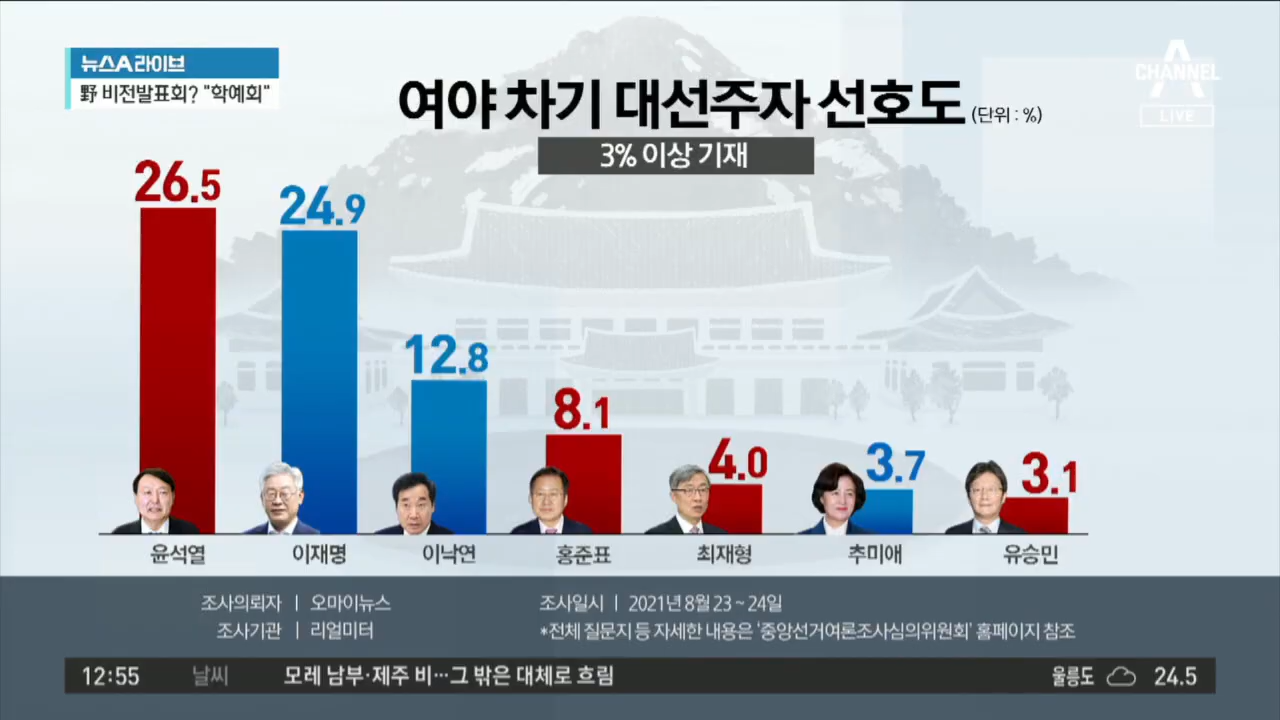 뉴스A 라이브
野 비전발표회? "학예회"
CHANNEL A
LIVE
여야 차기 대선주자 선호도 (단위 : %)
3% 이상 기재
26.5
24.9
12.8
8.1
4.0
3.7
3.1
윤석열 이재명 이낙연 홍준표 최재형 추미애 유승민
조사의뢰자 | 오마이뉴스
조사기관 | 리얼미터
조사일시 | 2021년 8월 23 ~ 24일
*전체 질문지 등 자세한 내용은 '중앙선거여론조사심의위원회' 홈페이지 참조
12:55 날씨 모레 남부·제주 비…그 밖은 대체로 흐림 울릉도 24.5